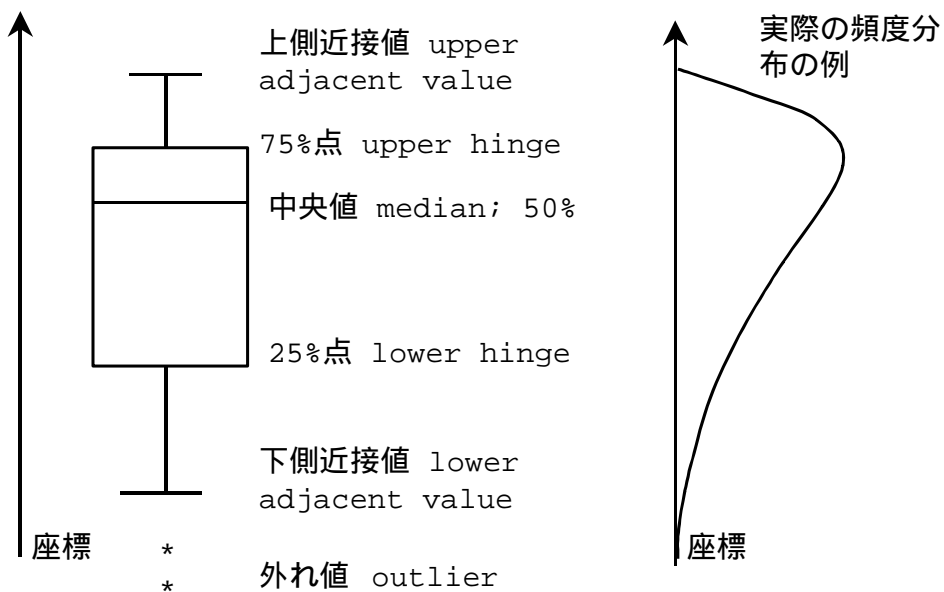 上側近接値 upper
adjacent value
75%点 upper hinge
中央値 median; 50%
25%点 lower hinge
下側近接値 lower
adjacent value
座標
*
*
外れ値 outlier
実際の頻度分
布の例
座標